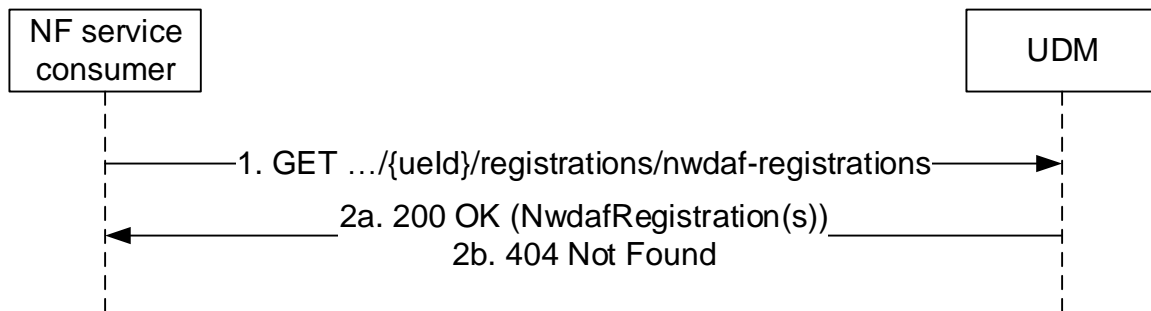 NF service
consumer
UDM
1. GET …/{ueId}/registrations/nwdaf-registrations
2a. 200 OK (NwdafRegistration(s))
2b. 404 Not Found